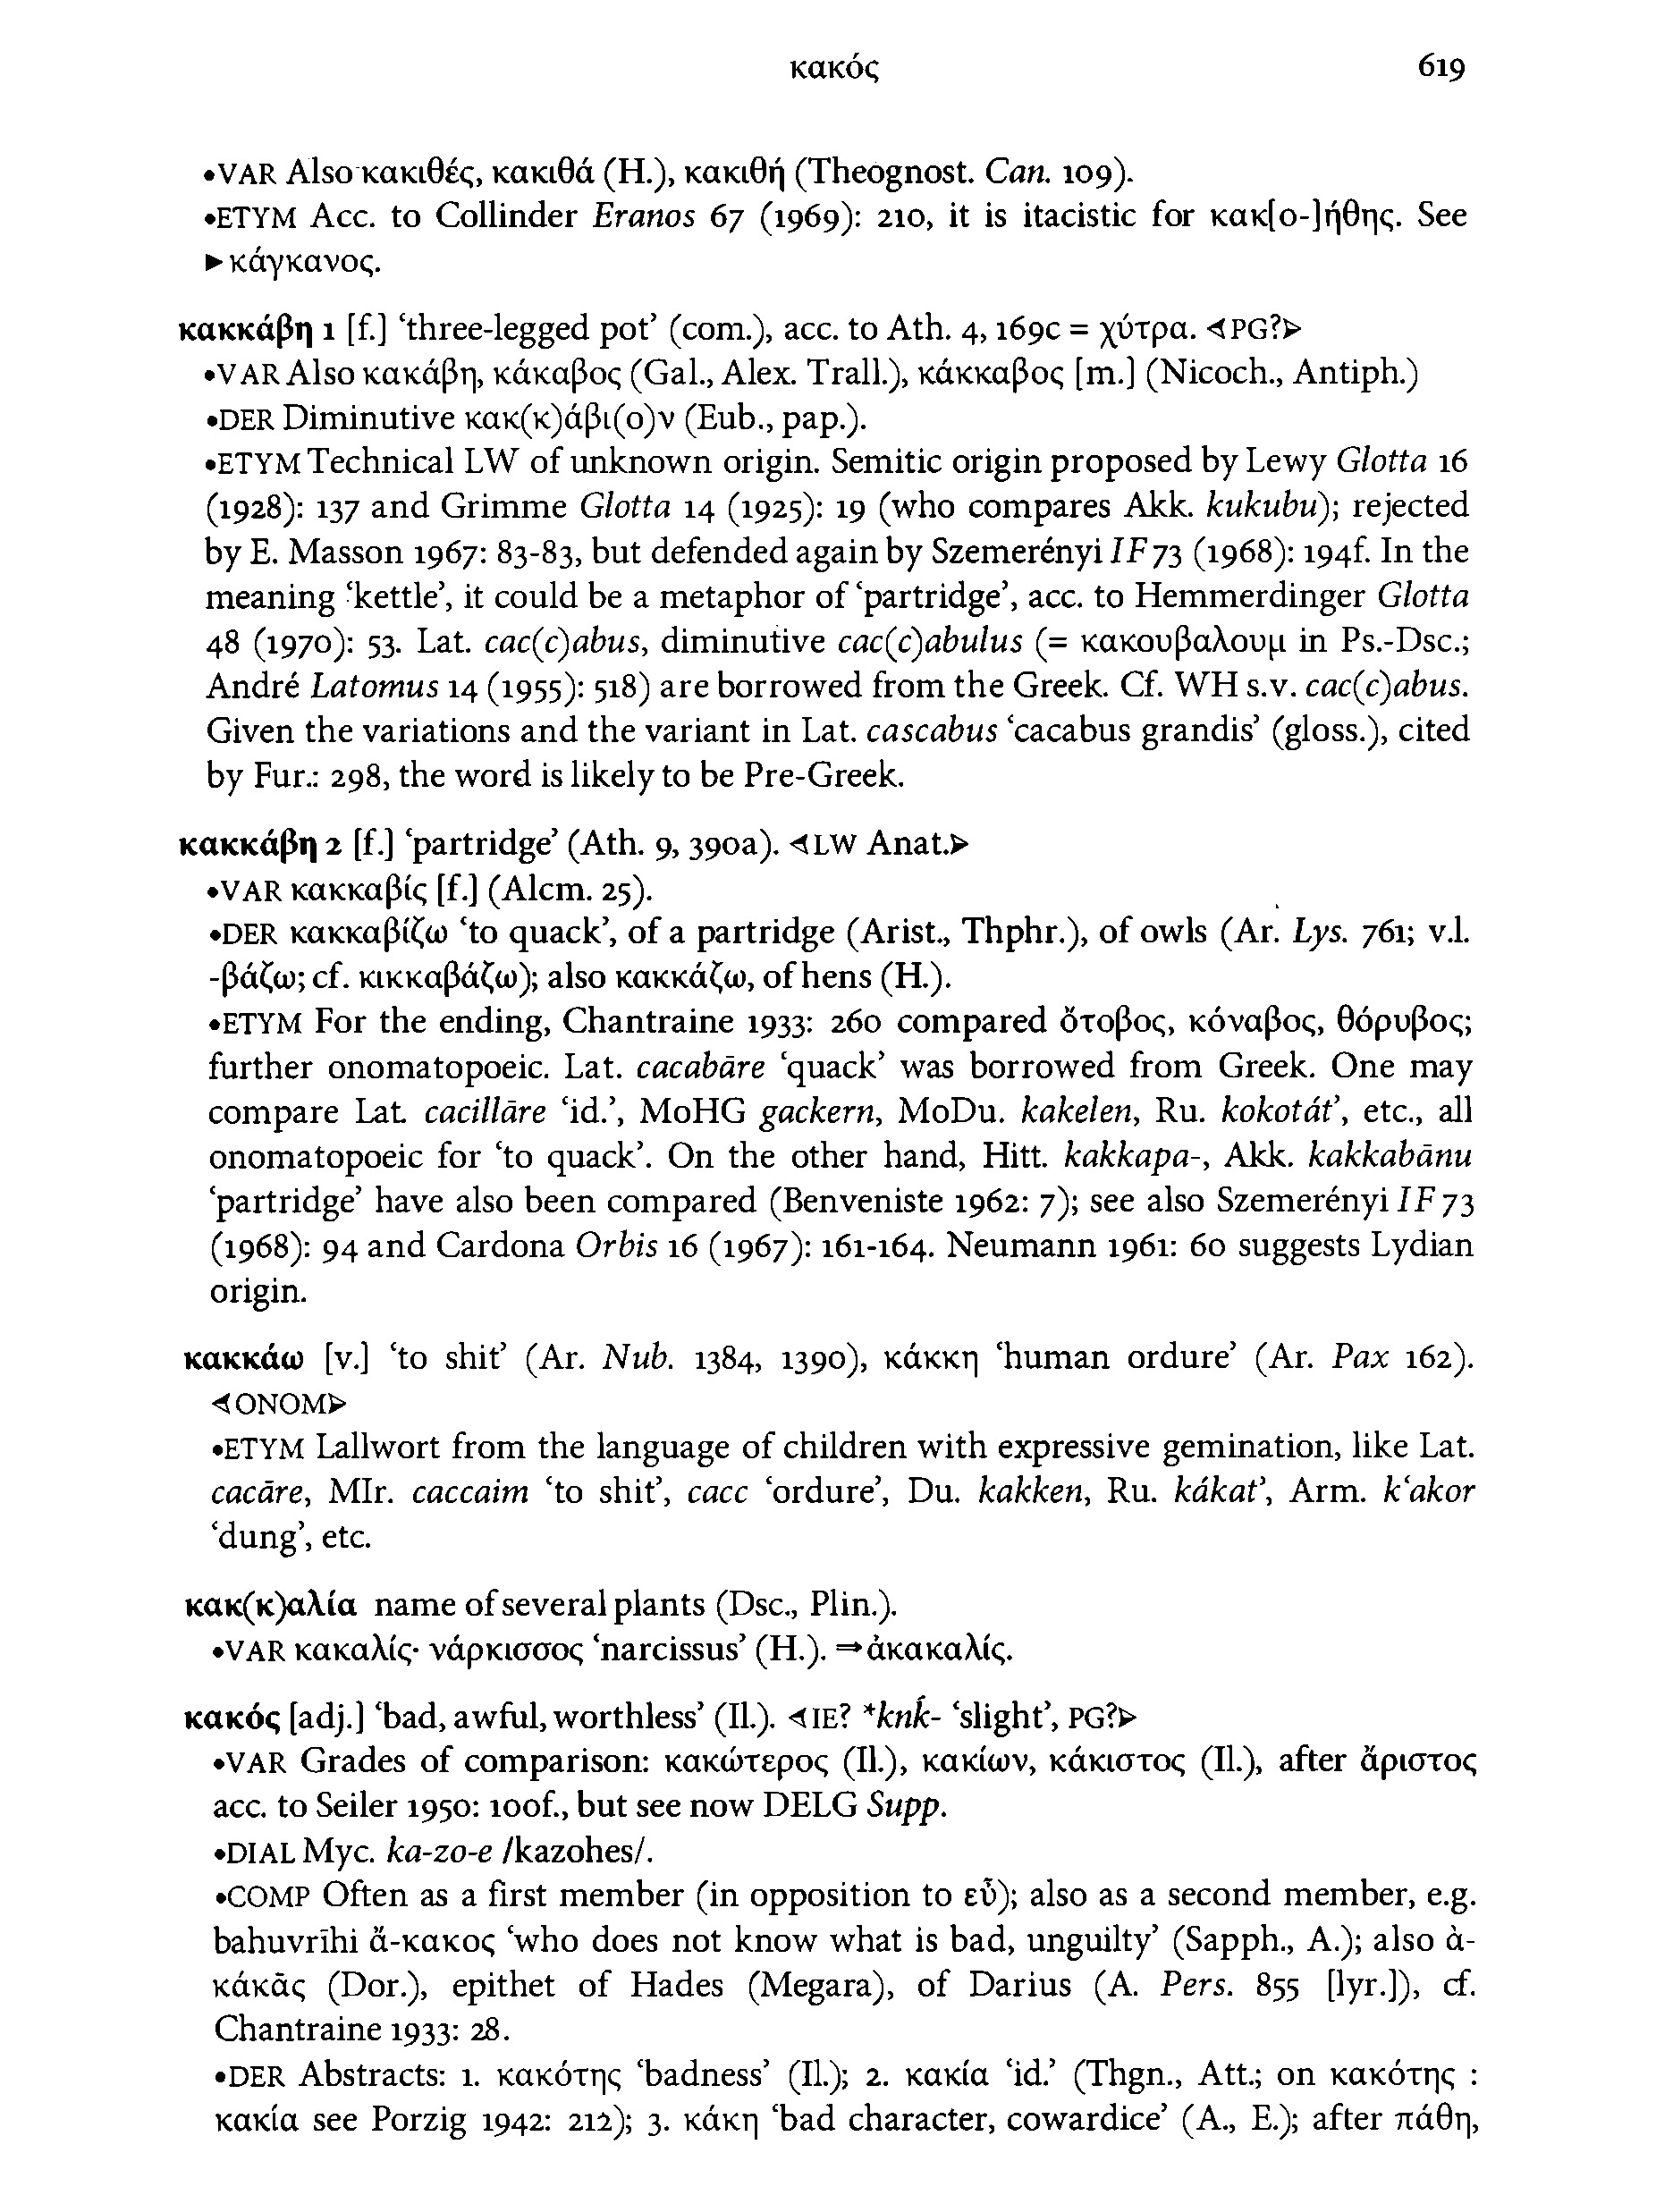 κακός 619
•VAR Also κακιθές, κακιθά (H.), κακιθή (Theognost. Can. 109).
•ETYM Acc. to Collinder Eranos 67 (1969): 210, it is itacistic for κακ[ο-]ήθης. See
►κάγκανος.
κακκάβη 1 [f.] ‘three-legged pot’ (com.), acc. to Ath. 4, 169c = χύτρα. ⊲PG?⊳
•VAR Also κακάβη, κάκαβος (Gal., Alex. Trall.), κάκκαβος [m.] (Nicoch., Antiph.)
•DER Diminutive κακ(κ)άβι(ο)ν (Eub., pap.).
•ETYM Technical LW of unknown origin. Semitic origin proposed by Lewy Glotta 16
(1928): 137 and Grimme Glotta 14 (1925): 19 (who compares Akk. kukubu); rejected
by E. Masson 1967: 83-83, but defended again by Szemerényi IF 73 (1968): 194f. In the
meaning ‘kettle’, it could be a metaphor of ‘partridge’, acc. to Hemmerdinger Glotta
48 (1970): 53. Lat. cac(c)abus, diminutive cac(c)abulus (= κακουβαλουμ in Ps.-Dsc.;
André Latomus 14 (1955): 518) are borrowed from the Greek. Cf. WH s.v. cac(c)abus.
Given the variations and the variant in Lat. cascabus ‘cacabus grandis’ (gloss.), cited
by Fur.: 298, the word is likely to be Pre-Greek.
κακκάβη 2 [f.] ‘partridge’ (Ath. 9, 390a). ⊲LW Anat.⊳
•VAR κακκαβίς [f.] (Alcm. 25).
•DER κακκαβίζω ‘to quack’, of a partridge (Arist., Thphr.), of owls (Ar. Lys. 761; v.l.
-βάζω; cf. κικκαβάζω); also κακκάζω, of hens (H.).
•ETYM For the ending, Chantraine 1933: 260 compared ὄτοβος, κόναβος, θόρυβος;
further onomatopoeic. Lat. cacabāre ‘quack’ was borrowed from Greek. One may
compare Lat. cacillāre ‘id.’, MoHG gackern, MoDu. kakelen, Ru. kokotát’, etc., all
onomatopoeic for ‘to quack’. On the other hand, Hitt. kakkapa-, Akk. kakkabānu
‘partridge’ have also been compared (Benveniste 1962: 7); see also Szemerényi IF 73
(1968): 94 and Cardona Orbis 16 (1967): 161-164. Neumann 1961: 60 suggests Lydian
origin.
κακκάω [v.] ‘to shit’ (Ar. Nub. 1384, 1390), κάκκη ‘human ordure’ (Ar. Pax 162).
⊲ONOM⊳
•ETYM Lallwort from the language of children with expressive gemination, like Lat.
cacāre, MIr. caccaim ‘to shit’, cacc ‘ordure’, Du. kakken, Ru. kákat’, Arm. k‘akor
‘dung’, etc.
κακ(κ)αλία name of several plants (Dsc., Plin.).
•VAR κακαλίς· νάρκισσος ‘narcissus’ (H.). ⇒ἀκακαλίς.
κακός [adj.] ‘bad, awful, worthless’ (Il.). ⊲IE? *knḱ- ‘slight’, PG?⊳
•VAR Grades of comparison: κακώτερος (Il.), κακίων, κάκιστος (Il.), after ἄριστος
acc. to Seiler 1950: 100f., but see now DELG Supp.
•DIAL Myc. ka-zo-e /kazohes/.
•COMP Often as a first member (in opposition to εὖ); also as a second member, e.g.
bahuvrīhi ἄ-κακος ‘who does not know what is bad, unguilty’ (Sapph., A.); also ἀ-
κάκᾱς (Dor.), epithet of Hades (Megara), of Darius (A. Pers. 855 [lyr.]), cf.
Chantraine 1933: 28.
•DER Abstracts: 1. κακότης ‘badness’ (Il.); 2. κακία ‘id.’ (Thgn., Att.; on κακότης :
κακία see Porzig 1942: 212); 3. κάκη ‘bad character, cowardice’ (A., E.); after πάθη,